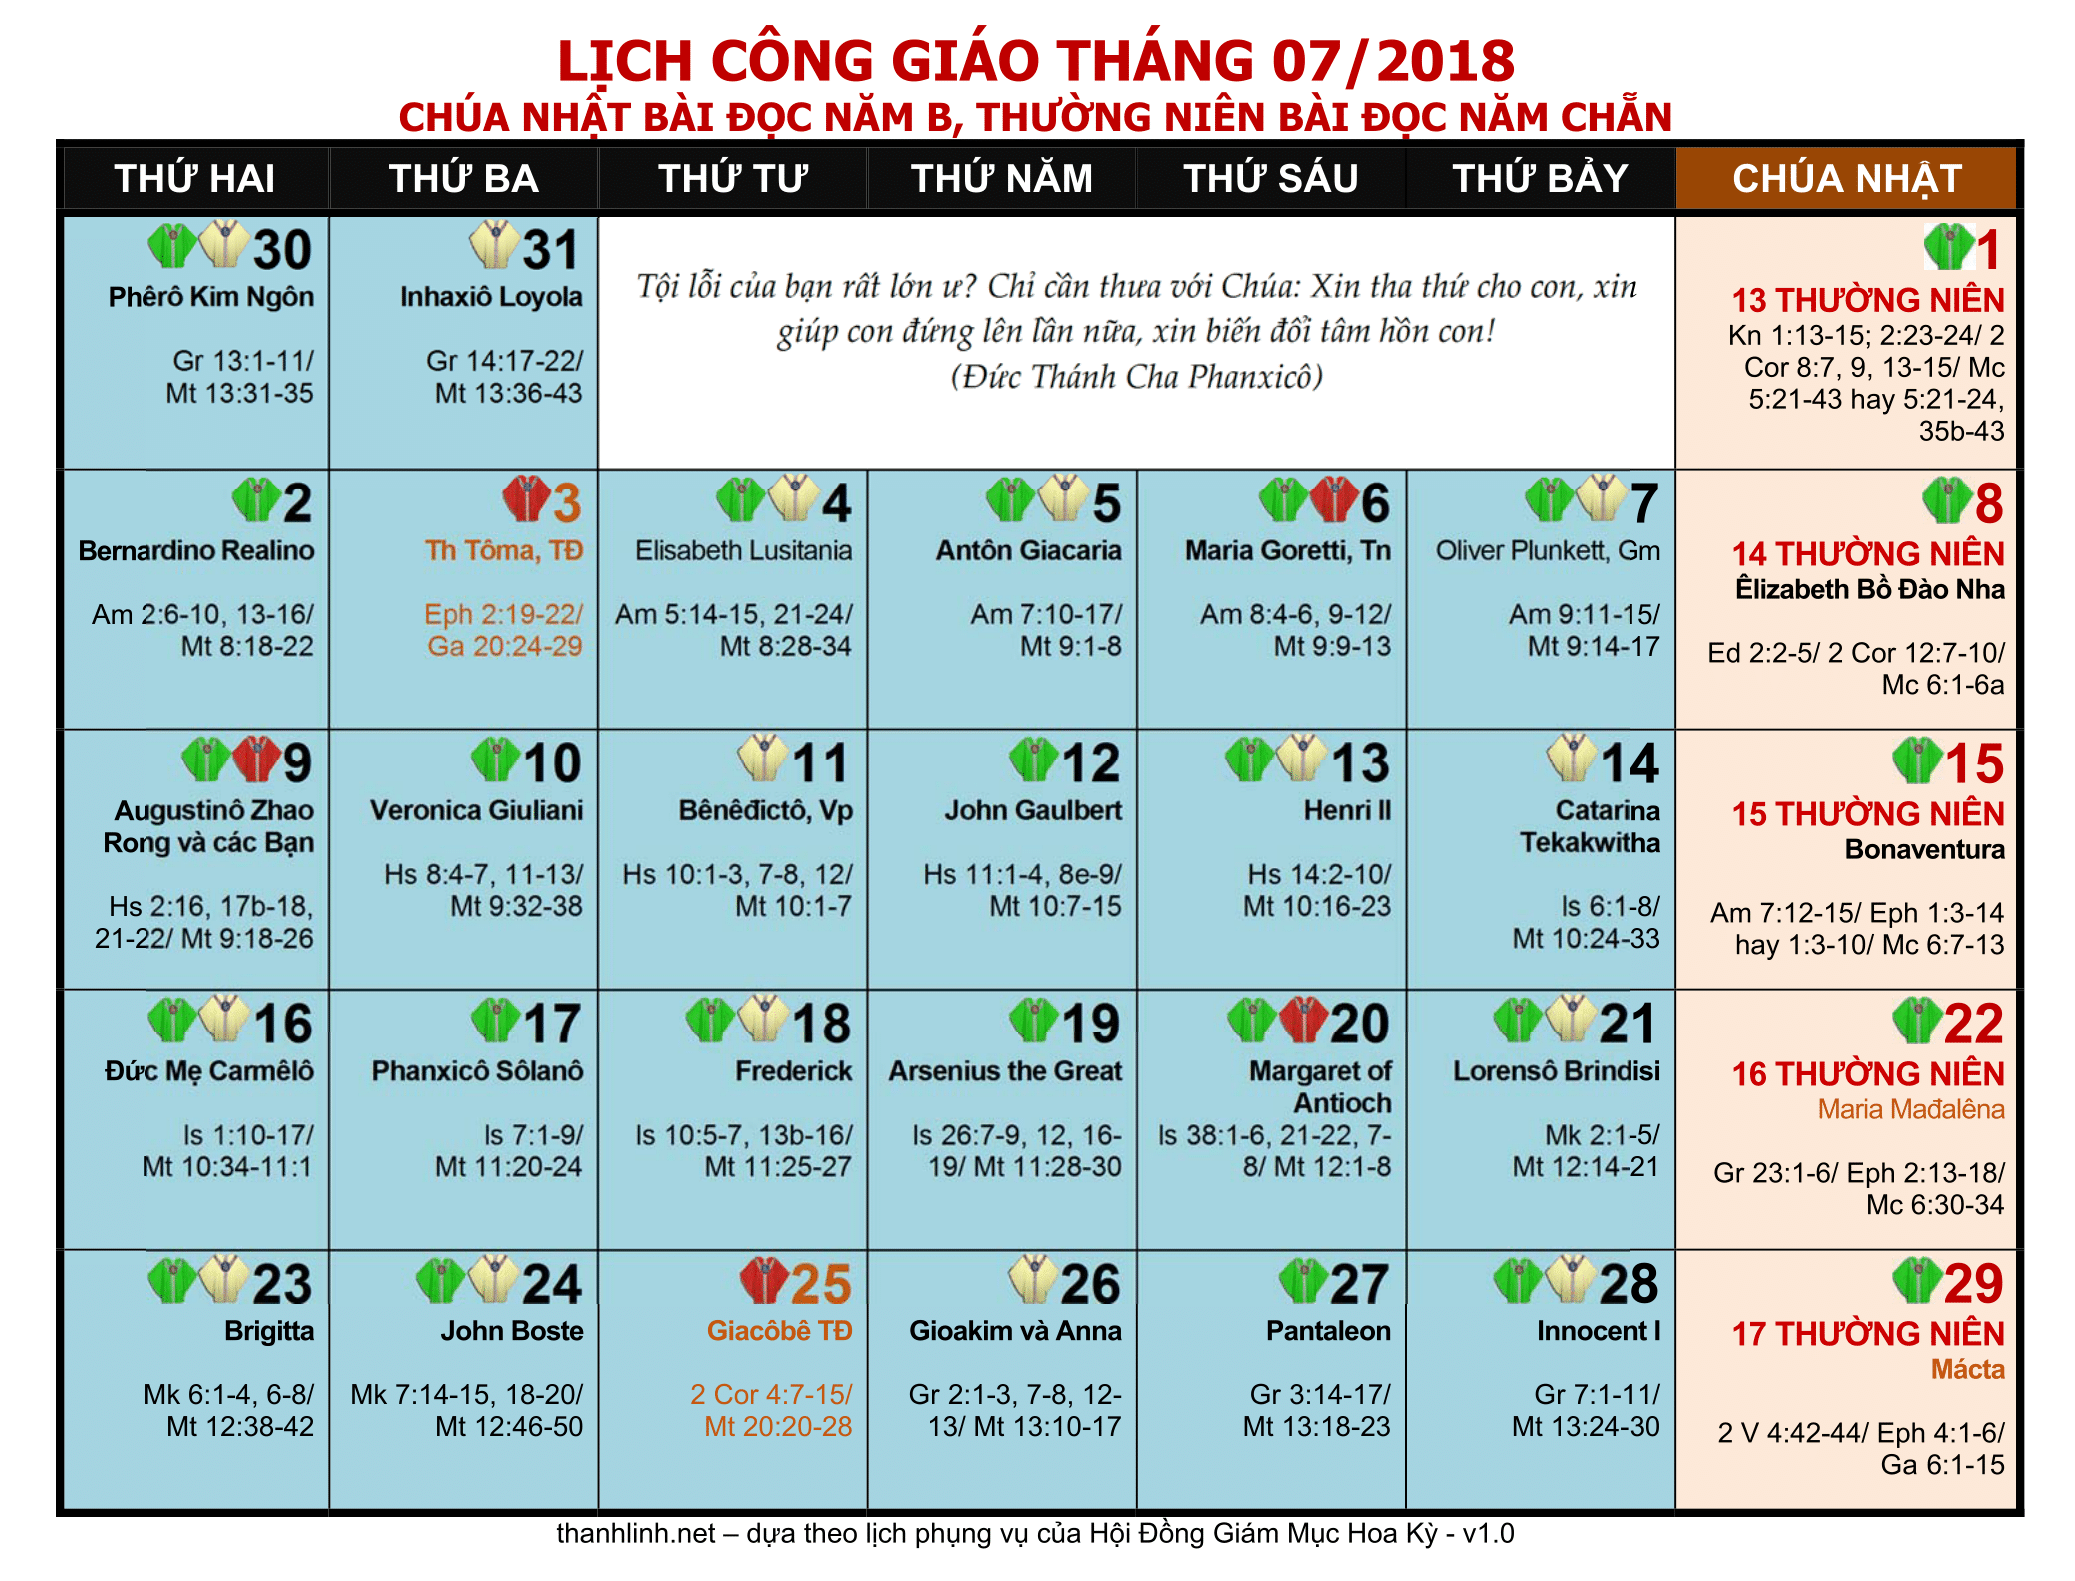 LỊCH CÔNG GIÁO THÁNG 07/2018
CHÚA NHẬT BÀI ĐỌC NĂM B, THƯỜNG NIÊN BÀI ĐỌC NĂM CHẴN
THỨ HAI
THỨ BA
THỨ TƯ
THỨ NĂM
THỨ SÁU
THỨ BẢY
CHÚA NHẬT
30
Phêrô Kim Ngôn
Gr 13:1-11/
Mt 13:31-35
31
Inhaxiô Loyola
Gr 14:17-22/
Mt 13:36-43
Tội lỗi của bạn rất lớn ư? Chỉ cần thưa với Chúa: Xin tha thứ cho con, xin
giúp con đứng lên lần nữa, xin biến đổi tâm hồn con!
(Đức Thánh Cha Phanxicô)
1
13 THƯỜNG NIÊN
Kn 1:13-15; 2:23-24/ 2
Cor 8:7, 9, 13-15/ Mc
5:21-43 hay 5:21-24,
35b-43
2
Bernardino Realino
Am 2:6-10, 13-16/
Mt 8:18-22
3
Th Tôma, TĐ
Eph 2:19-22/
Ga 20:24-29
4
Elisabeth Lusitania
Am 5:14-15, 21-24/
Mt 8:28-34
5
Antôn Giacaria
Am 7:10-17/
Mt 9:1-8
6
Maria Goretti, Tn
Am 8:4-6, 9-12/
Mt 9:9-13
7
Oliver Plunkett, Gm
Am 9:11-15/
Mt 9:14-17
8
14 THƯỜNG NIÊN
Êlizabeth Bồ Đào Nha
Ed 2:2-5/ 2 Cor 12:7-10/
Mc 6:1-6a
9
Augustinô Zhao
Rong và các Bạn
Hs 2:16, 17b-18,
21-22/ Mt 9:18-26
10
Veronica Giuliani
Hs 8:4-7, 11-13/
Mt 9:32-38
11
Bênêđictô, Vp
Hs 10:1-3, 7-8, 12/
Mt 10:1-7
12
John Gaulbert
Hs 11:1-4, 8e-9/
Mt 10:7-15
13
Henri II
Hs 14:2-10/
Mt 10:16-23
14
Catarina
Tekakwitha
Is 6:1-8/
Mt 10:24-33
15
15 THƯỜNG NIÊN
Bonaventura
Am 7:12-15/ Eph 1:3-14
hay 1:3-10/ Mc 6:7-13
16
Đức Mẹ Carmêlô
Is 1:10-17/
Mt 10:34-11:1
17
Phanxicô Sôlanô
Is 7:1-9/
Mt 11:20-24
18
Frederick
Is 10:5-7, 13b-16/
Mt 11:25-27
19
Arsenius the Great
Is 26:7-9, 12, 16-
19/ Mt 11:28-30
20
Margaret of
Antioch
Is 38:1-6, 21-22, 7-
8/ Mt 12:1-8
21
Lorensô Brindisi
Mk 2:1-5/
Mt 12:14-21
22
16 THƯỜNG NIÊN
Maria Mađalêna
Gr 23:1-6/ Eph 2:13-18/
Mc 6:30-34
23
Brigitta
Mk 6:1-4, 6-8/
Mt 12:38-42
24
John Boste
Mk 7:14-15, 18-20/
Mt 12:46-50
25
Giacôbê TĐ
2 Cor 4:7-15/
Mt 20:20-28
26
Gioakim và Anna
Gr 2:1-3, 7-8, 12-
13/ Mt 13:10-17
27
Pantaleon
Gr 3:14-17/
Mt 13:18-23
28
Innocent I
Gr 7:1-11/
Mt 13:24-30
29
17 THƯỜNG NIÊN
Mácta
2 V 4:42-44/ Eph 4:1-6/
Ga 6:1-15
thanhlinh.net – dựa theo lịch phụng vụ của Hội Đồng Giám Mục Hoa Kỳ - v1.0